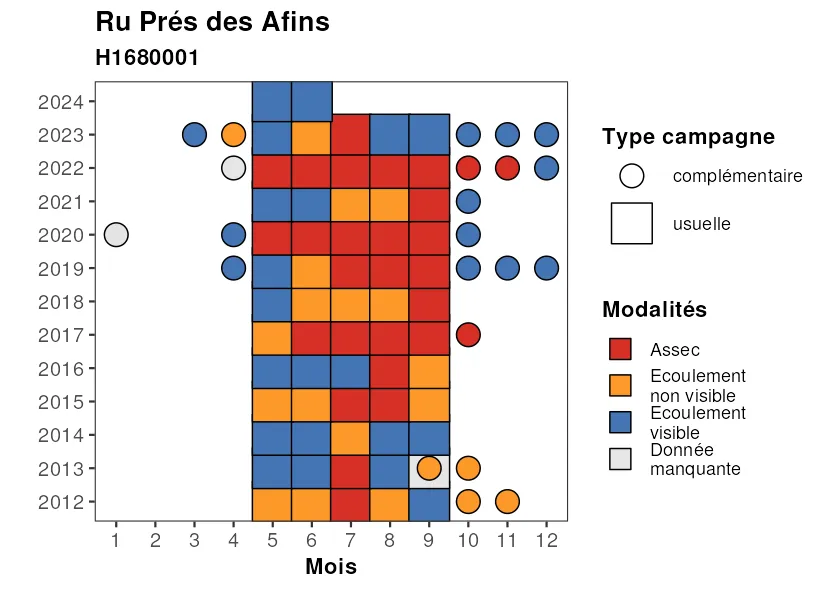 Ru Prés des Afins
H1680001
2024
2023
2022
2021
2020
2019
2018
2017
2016
2015
2014
2013
2012
1 2 3 4 5 6 7 8 9 10 11 12
Mois
Type campagne
complémentaire
usuelle
Modalités
Assec
Ecoulement
non visible
Ecoulement
visible
Donnée
manquante